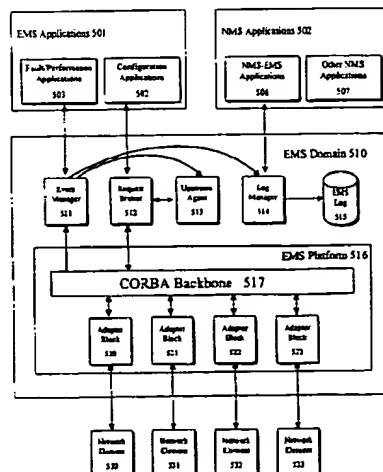 EMS Applications 501
NMS Applications 502
Fault/Performance
Applications
503
Configuration
Applications
502
NMS-EMS
Applications
506
Other NMS
Applications
507
EMS Domain 510
Event
Manager
511
Request
Broker
512
Upstream
Agent
513
Log
Manager
514
EMS
Log
515
EMS Platform 516
CORBA Backbone 517
Adapter
Block
520
Adapter
Block
521
Adapter
Block
522
Adapter
Block
523
Network
Element
530
Network
Element
531
Network
Element
532
Network
Element
533